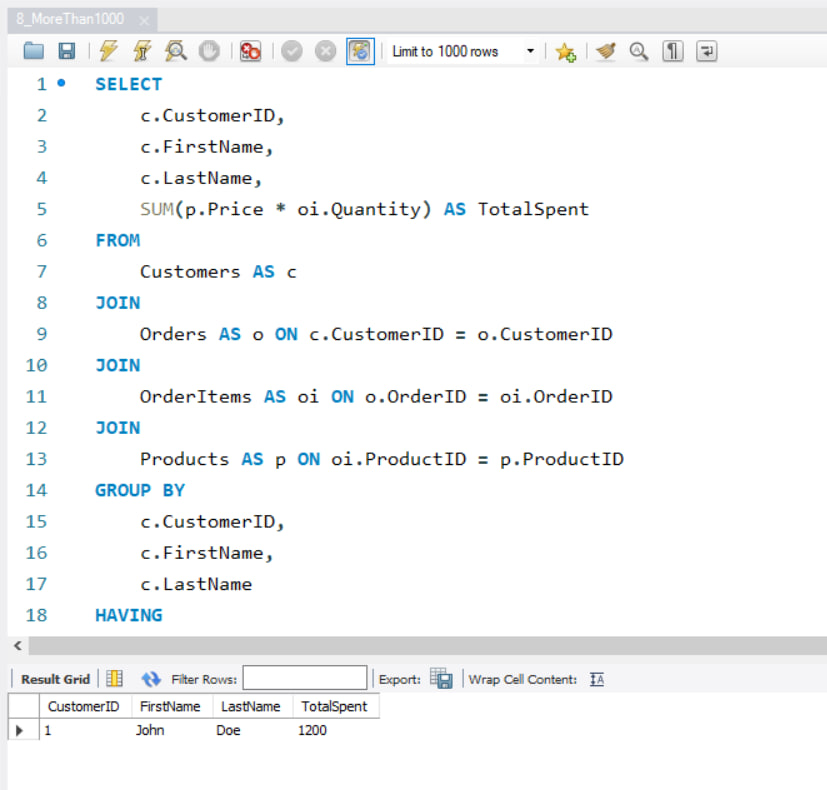 8_MoreThan1000 ×
Limit to 1000 rows
1 SELECT
2 c.CustomerID,
3 c.FirstName,
4 c.LastName,
5 SUM(p.Price * oi.Quantity) AS TotalSpent
6 FROM
7 Customers AS c
8 JOIN
9 Orders AS o ON c.CustomerID = o.CustomerID
10 JOIN
11 OrderItems AS oi ON o.OrderID = oi.OrderID
12 JOIN
13 Products AS p ON oi.ProductID = p.ProductID
14 GROUP BY
15 c.CustomerID,
16 c.FirstName,
17 c.LastName
18 HAVING
Result Grid Filter Rows: Export: Wrap Cell Content: IA
CustomerID FirstName LastName TotalSpent
1 John Doe 1200